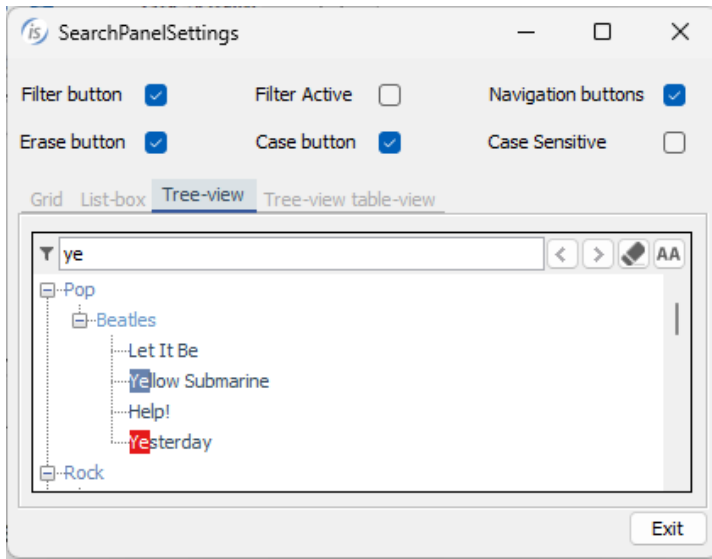 is SearchPanelSettings
Filter button Filter Active Navigation buttons
Erase button Case button Case Sensitive
Grid List-box Tree-view Tree-view table-view
ye < > AA
Pop
Beatles
Let It Be
Yellow Submarine
Help!
Yesterday
Rock
Exit